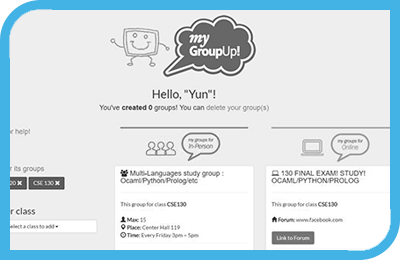 my
GroupUp!
Hello, "Yun"!
You've created 0 groups! You can delete your group(s)
r help!
my groups for
In-Person
my groups for
Online
or its groups
CSE 130 ✖
r class
elect a class to add
Multi-Languages study group :
Ocaml/Python/Prolog/etc
This group for class CSE130
Max: 15
Place: Center Hall 119
Time: Every Friday 3pm ~ 5pm
130 FINAL EXAM! STUDY!
OCAML/PYTHON/PROLOG
This group for class CSE130
Forum: www.facebook.com
Link to Forum